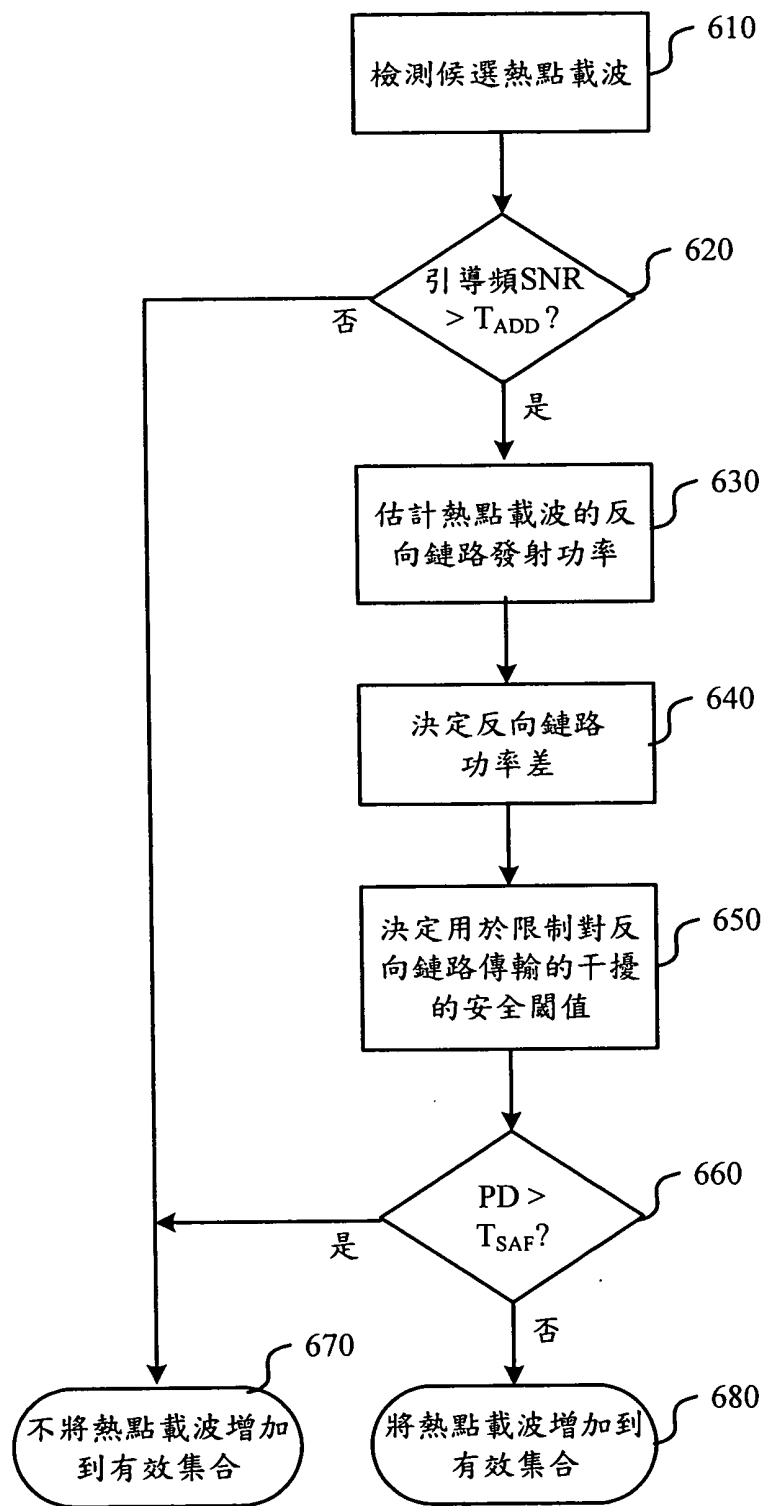 610
檢測候選熱點載波
620
引導頻SNR
> TADD?
否
是
630
估計熱點載波的反
向鏈路發射功率
640
決定反向鏈路
功率差
650
決定用於限制對反
向鏈路傳輸的干擾
的安全閾值
660
PD >
TSAF?
是
否
670
不將熱點載波增加
到有效集合
680
將熱點載波增加到
有效集合